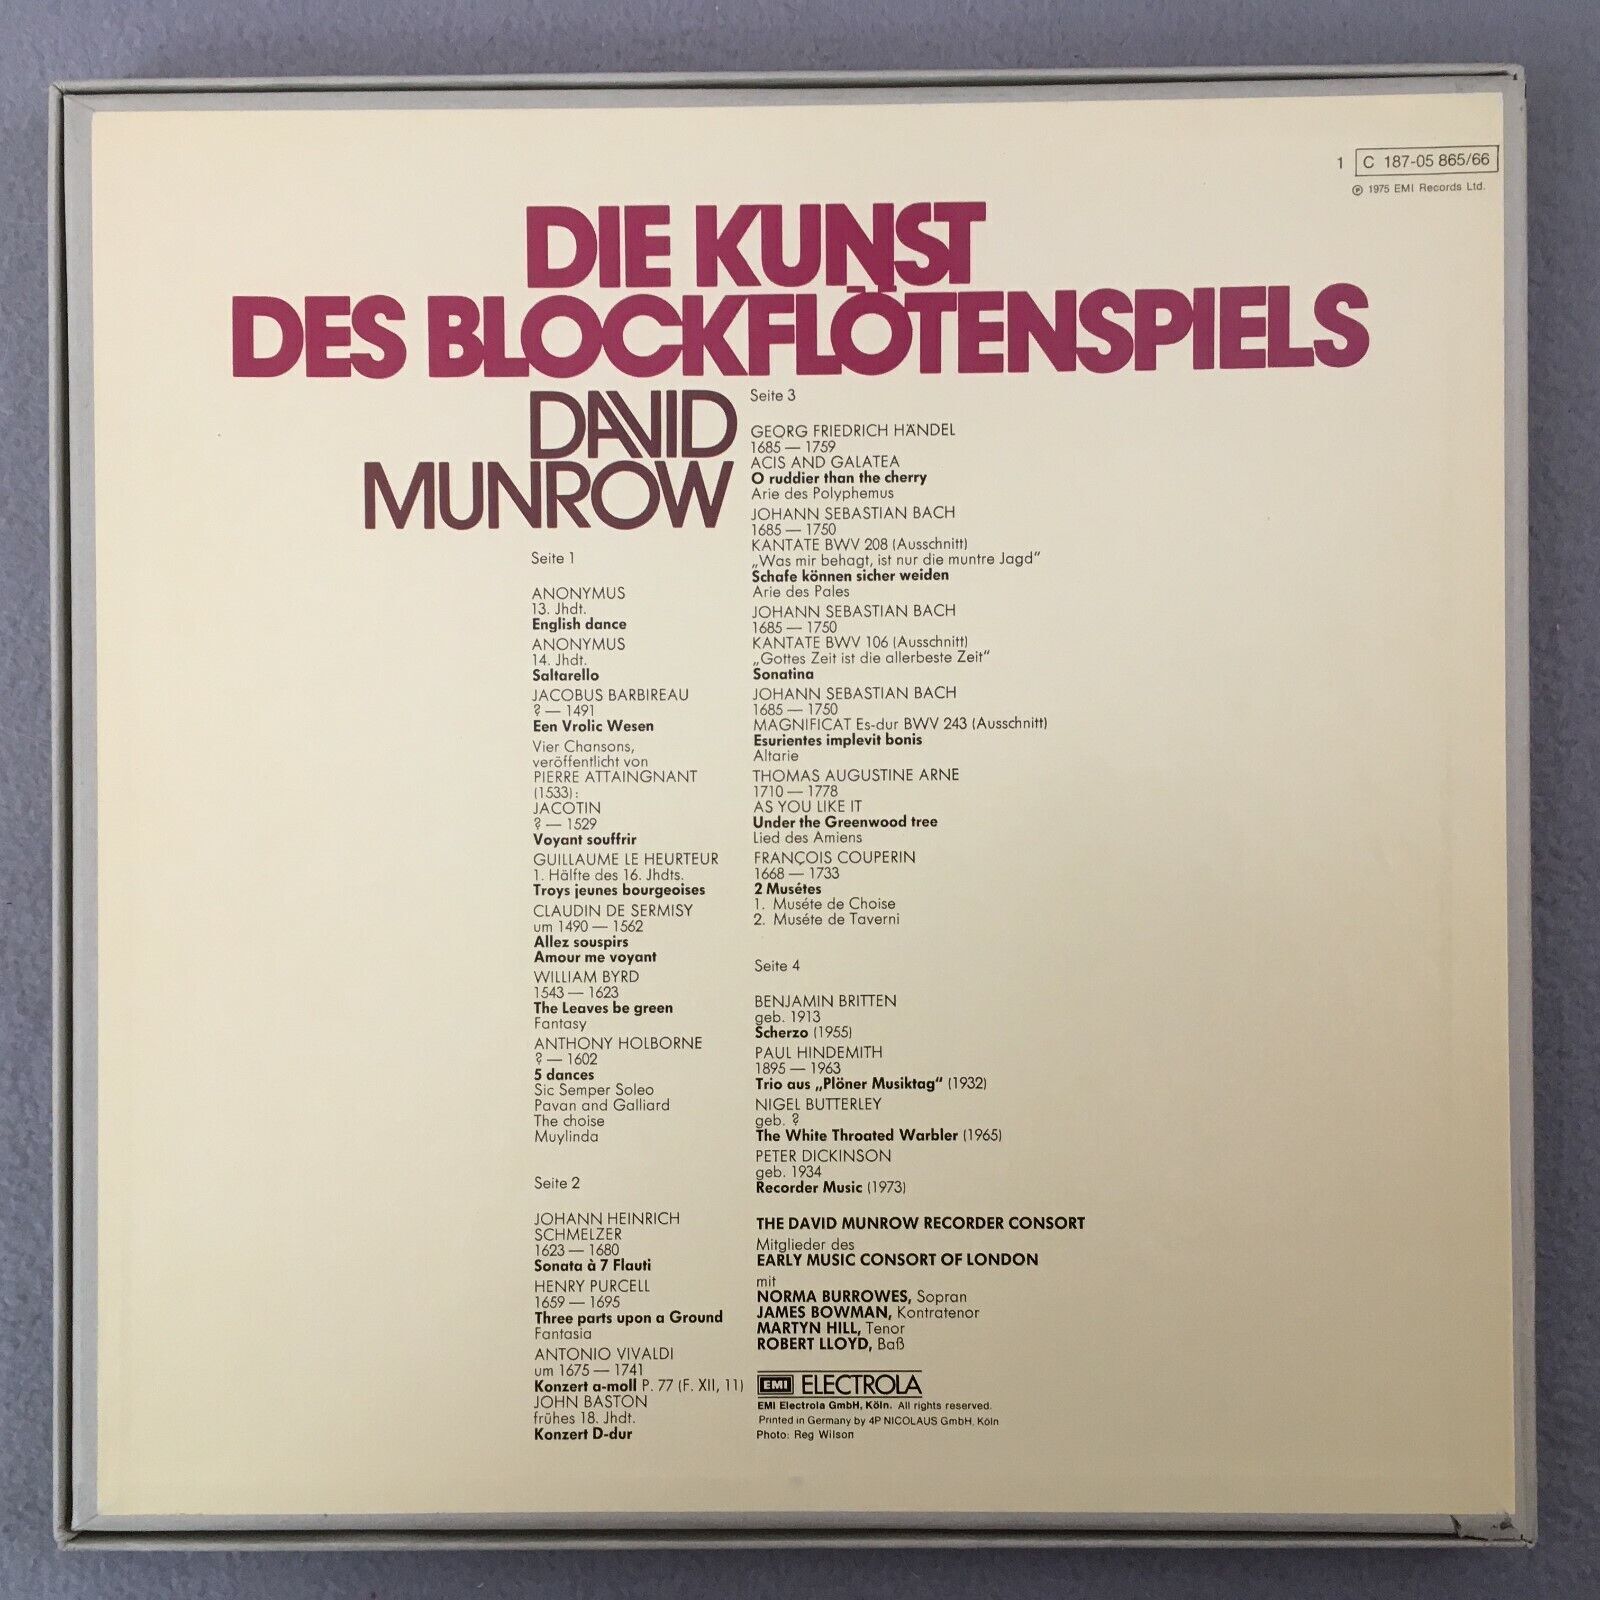 1 C 187-05 865/66
℗ 1975 EMI Records Ltd.
DIE KUNST
DES BLOCKFLÖTENSPIELS
DAVID
MUNROW
Seite 1
ANONYMUS
13. Jhdt.
English dance
ANONYMUS
14. Jhdt.
Saltarello
JACOBUS BARBIREAU
? — 1491
Een Vrolic Wesen
Vier Chansons,
veröffentlicht von
PIERRE ATTAINGNANT
(1533):
JACOTIN
? — 1529
Voyant souffrir
GUILLAUME LE HEURTEUR
1. Hälfte des 16. Jhdts.
Troys jeunes bourgeoises
CLAUDIN DE SERMISY
um 1490 — 1562
Allez souspirs
Amour me voyant
WILLIAM BYRD
1543 — 1623
The Leaves be green
Fantasy
ANTHONY HOLBORNE
? — 1602
5 dances
Sic Semper Soleo
Pavan and Galliard
The choise
Muylinda
Seite 2
JOHANN HEINRICH
SCHMELZER
1623 — 1680
Sonata à 7 Flauti
HENRY PURCELL
1659 — 1695
Three parts upon a Ground
Fantasia
ANTONIO VIVALDI
um 1675 — 1741
Konzert a-moll P. 77 (F. XII, 11)
JOHN BASTON
frühes 18. Jhdt.
Konzert D-dur
Seite 3
GEORG FRIEDRICH HÄNDEL
1685 — 1759
ACIS AND GALATEA
O ruddier than the cherry
Arie des Polyphemus
JOHANN SEBASTIAN BACH
1685 — 1750
KANTATE BWV 208 (Ausschnitt)
„Was mir behagt, ist nur die muntre Jagd“
Schafe können sicher weiden
Arie des Pales
JOHANN SEBASTIAN BACH
1685 — 1750
KANTATE BWV 106 (Ausschnitt)
„Gottes Zeit ist die allerbeste Zeit“
Sonatina
JOHANN SEBASTIAN BACH
1685 — 1750
MAGNIFICAT Es-dur BWV 243 (Ausschnitt)
Esurientes implevit bonis
Altarie
THOMAS AUGUSTINE ARNE
1710 — 1778
AS YOU LIKE IT
Under the Greenwood tree
Lied des Amiens
FRANÇOIS COUPERIN
1668 — 1733
2 Musétes
1. Muséte de Choise
2. Muséte de Taverni
Seite 4
BENJAMIN BRITTEN
geb. 1913
Scherzo (1955)
PAUL HINDEMITH
1895 — 1963
Trio aus „Plöner Musiktag“ (1932)
NIGEL BUTTERLEY
geb. ?
The White Throated Warbler (1965)
PETER DICKINSON
geb. 1934
Recorder Music (1973)
THE DAVID MUNROW RECORDER CONSORT
Mitglieder des
EARLY MUSIC CONSORT OF LONDON
mit
NORMA BURROWES, Sopran
JAMES BOWMAN, Kontratenor
MARTYN HILL, Tenor
ROBERT LLOYD, Baß
EMI ELECTROLA
EMI Electrola GmbH, Köln. All rights reserved.
Printed in Germany by 4P NICOLAUS GmbH, Köln
Photo: Reg Wilson